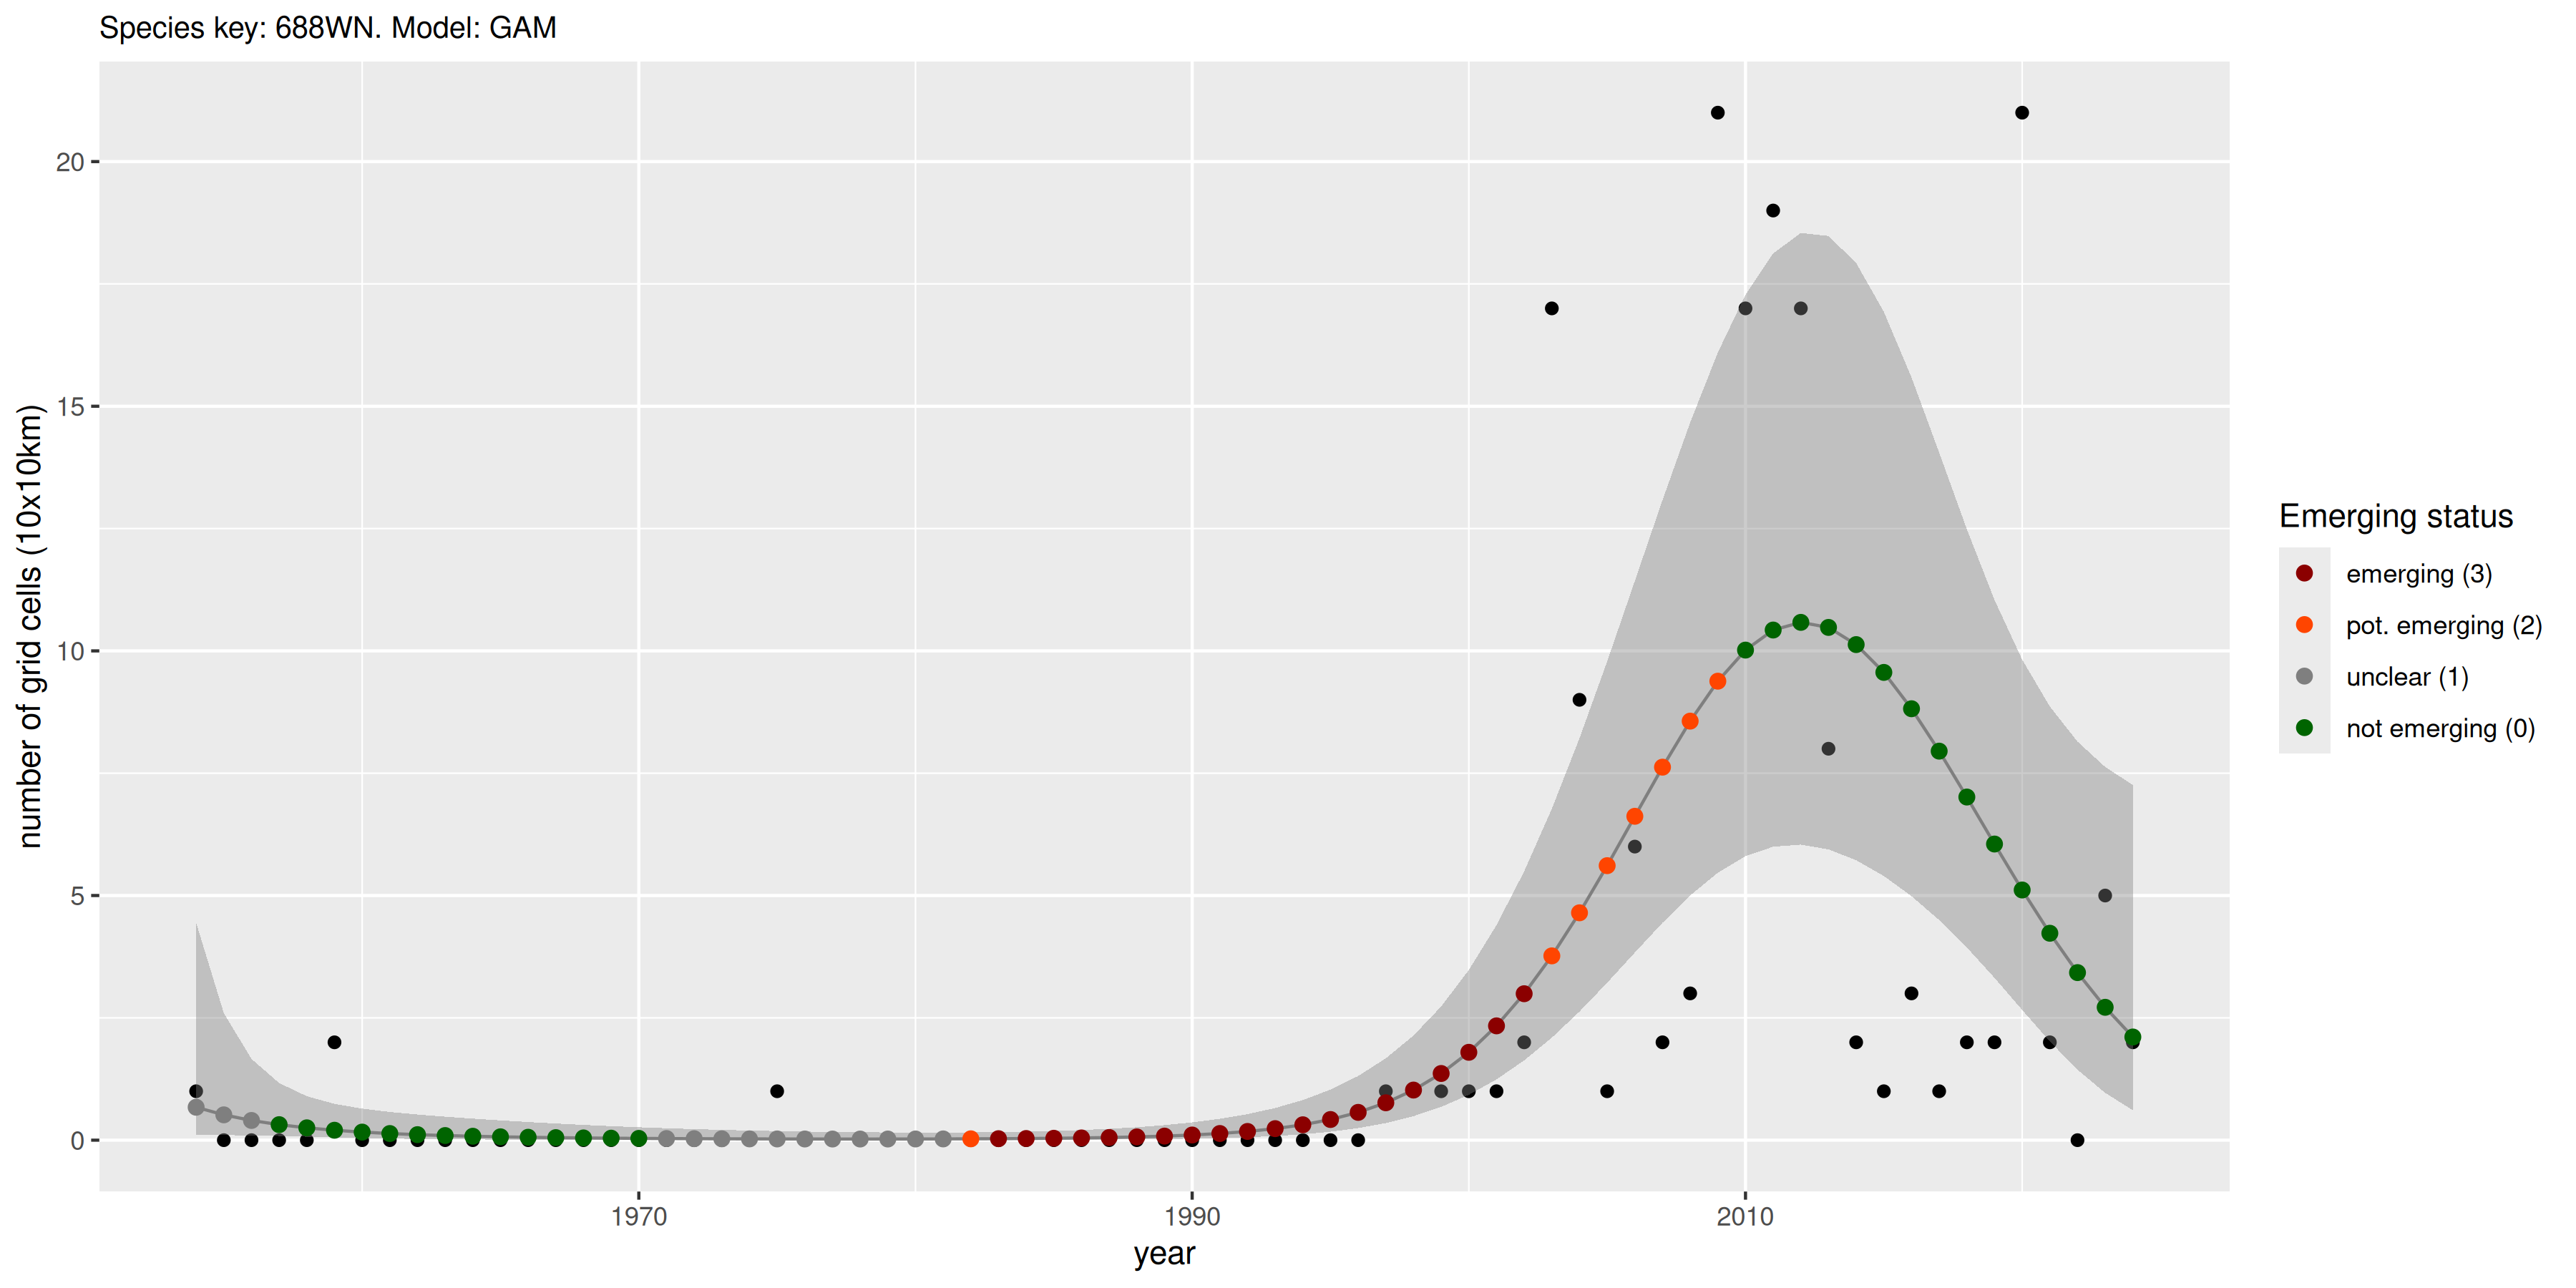 Species key: 688WN. Model: GAM
number of grid cells (10x10km)
20
15
10
5
0
1970
1990
2010
year
Emerging status
emerging (3)
pot. emerging (2)
unclear (1)
not emerging (0)